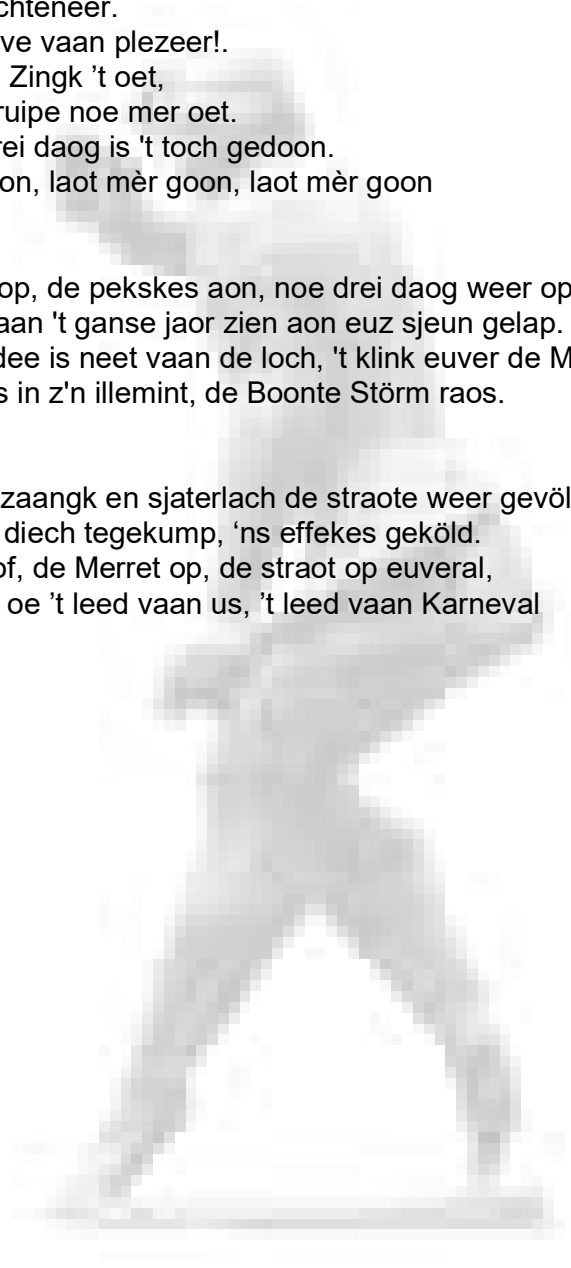 chteneer.
ve vaan plezeer!.
Zingk ’t oet,
ruipe noe mer oet.
rei daog is 't toch gedoon.
on, laot mèr goon, laot mèr goon
op, de pekskes aon, noe drei daog weer op
aan 't ganse jaor zien aon euz sjeun gelap.
dee is neet vaan de loch, 't klink euver de M
s in z'n illemint, de Boonte Störm raos.
zaangk en sjaterlach de straote weer gevöl
diech tegekump, ‘ns effekes geköld.
of, de Merret op, de straot op euveral,
oe ’t leed vaan us, ’t leed vaan Karneval